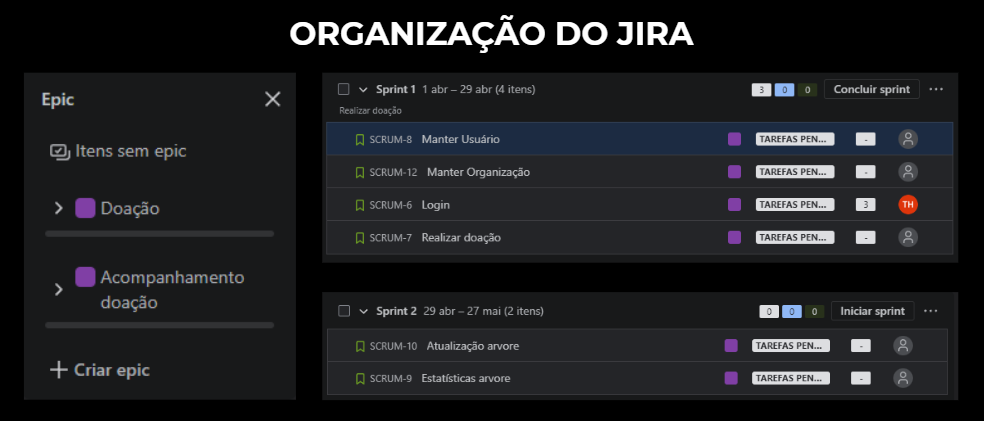 ORGANIZAÇÃO DO JIRA
Epic
Itens sem epic
Doação
Acompanhamento
doação
Criar epic
Sprint 1 1 abr – 29 abr (4 itens) 3 0 0 Concluir sprint
Realizar doação
SCRUM-8 Manter Usuário TAREFAS PEN... -
SCRUM-12 Manter Organização TAREFAS PEN... -
SCRUM-6 Login TAREFAS PEN... 3 TH
SCRUM-7 Realizar doação TAREFAS PEN... -
Sprint 2 29 abr – 27 mai (2 itens) 0 0 0 Iniciar sprint
SCRUM-10 Atualização arvore TAREFAS PEN... -
SCRUM-9 Estatísticas arvore TAREFAS PEN... -